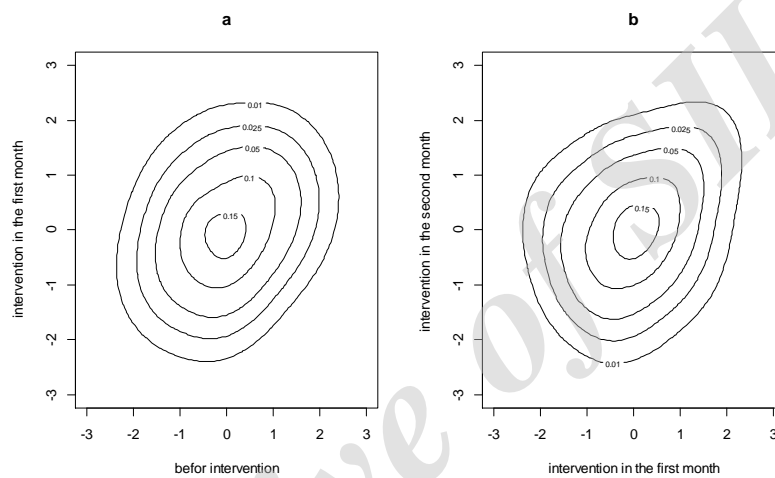 a
intervention in the first month
3
2
1
0
-1
-2
-3
0.01
0.025
0.05
0.1
0.15
-3 -2 -1 0 1 2 3
befor intervention
b
intervention in the second month
3
2
1
0
-1
-2
-3
0.025
0.05
0.1
0.15
0.01
-3 -2 -1 0 1 2 3
intervention in the first month
of